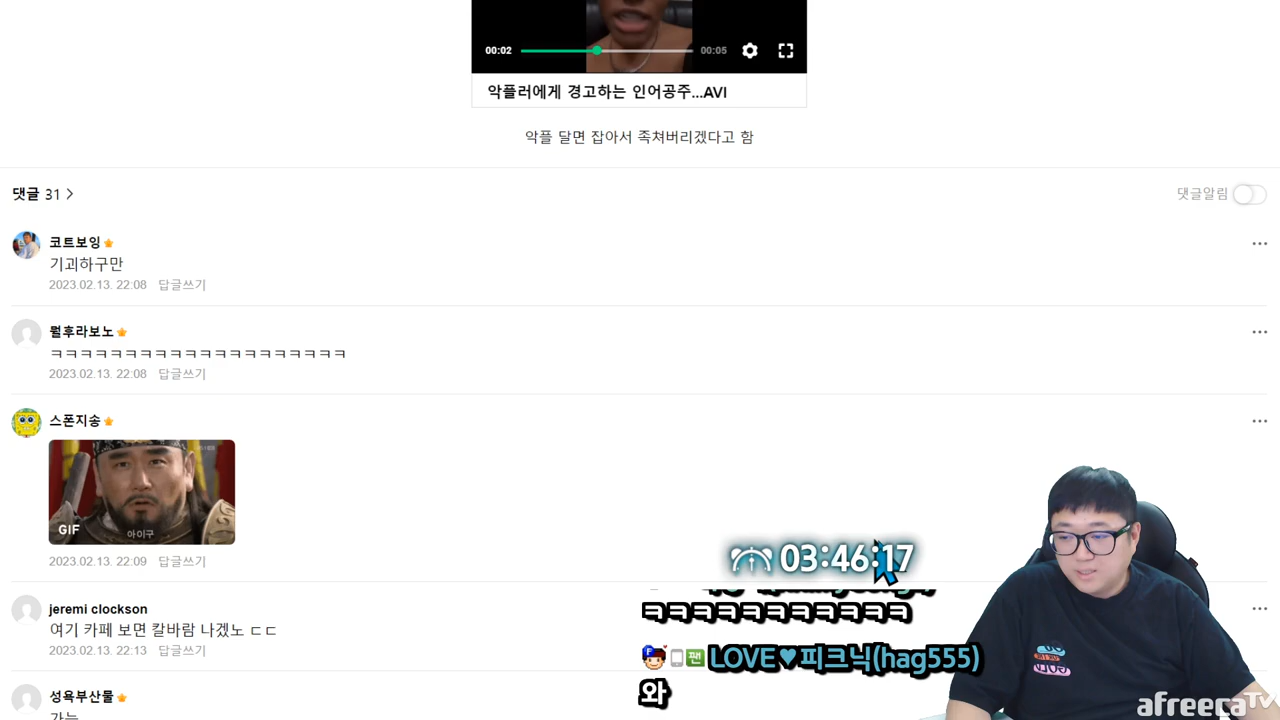 00:02
00:05
악플러에게 경고하는 인어공주...AVI
악플 달면 잡아서 족쳐버리겠다고 함
댓글 31 >
댓글알림
코트보잉
기괴하구만
2023.02.13. 22:08 답글쓰기
뭘후라보노
ㅋㅋㅋㅋㅋㅋㅋㅋㅋㅋㅋㅋㅋㅋㅋㅋㅋㅋㅋㅋ
2023.02.13. 22:08 답글쓰기
스폰지송
GIF
아이구
2023.02.13. 22:09 답글쓰기
03:46:17
jeremi clockson
여기 카페 보면 칼바람 나겠노 ㄷㄷ
2023.02.13. 22:13 답글쓰기
ㅋㅋㅋㅋㅋㅋㅋㅋㅋㅋㅋ
팬 LOVE♥피크닉(hag555)
와
성욕부산물
가능
afreecaTV